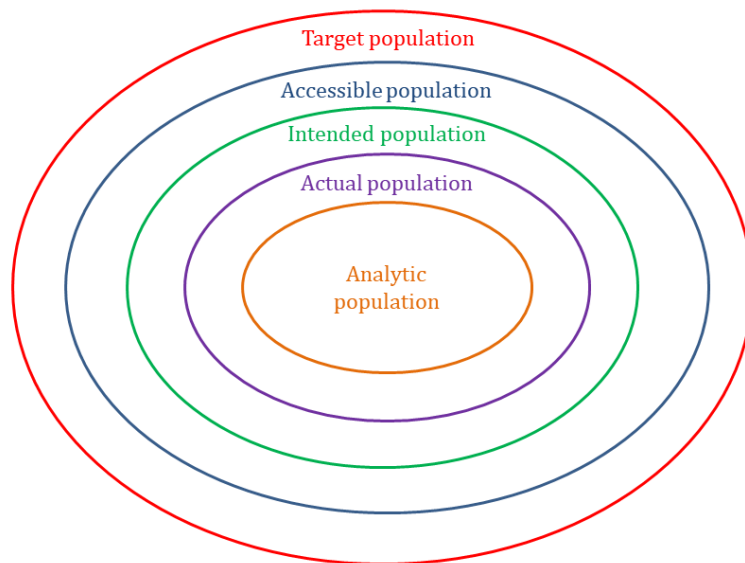 Target population
Accessible population
Intended population
Actual population
Analytic
population